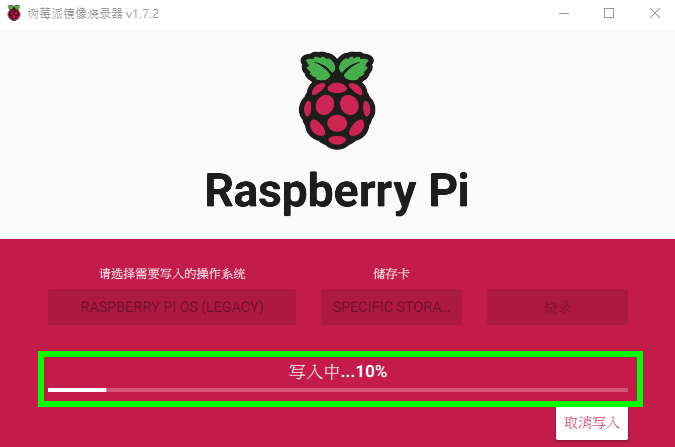 树莓派镜像烧录器 v1.7.2
Raspberry Pi
请选择需要写入的操作系统
储存卡
RASPBERRY PI OS (LEGACY)
SPECIFIC STORA...
烧录
写入中...10%
取消写入